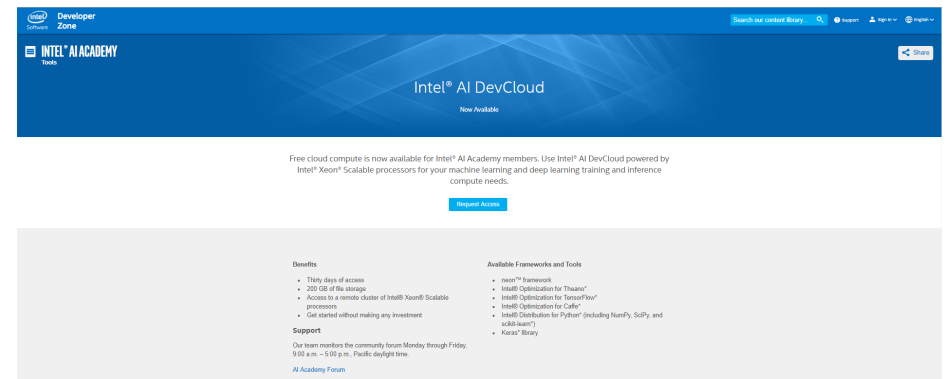 intel
Software
Developer
Zone
Search our content library...
Support
Sign In
English
INTEL® AI ACADEMY
Tools
Share
Intel® AI DevCloud
Now Available
Free cloud compute is now available for Intel® AI Academy members. Use Intel® AI DevCloud powered by
Intel® Xeon® Scalable processors for your machine learning and deep learning training and inference
compute needs.
Request Access
Benefits
• Thirty days of access
• 200 GB of file storage
• Access to a remote cluster of Intel® Xeon® Scalable
processors
• Get started without making any investment
Support
Our team monitors the community forum Monday through Friday,
9:00 a.m. – 5:00 p.m., Pacific daylight time.
AI Academy Forum
Available Frameworks and Tools
• neon™ framework
• Intel® Optimization for Theano*
• Intel® Optimization for TensorFlow*
• Intel® Optimization for Caffe*
• Intel® Distribution for Python* (including NumPy, SciPy, and
scikit-learn*)
• Keras* library